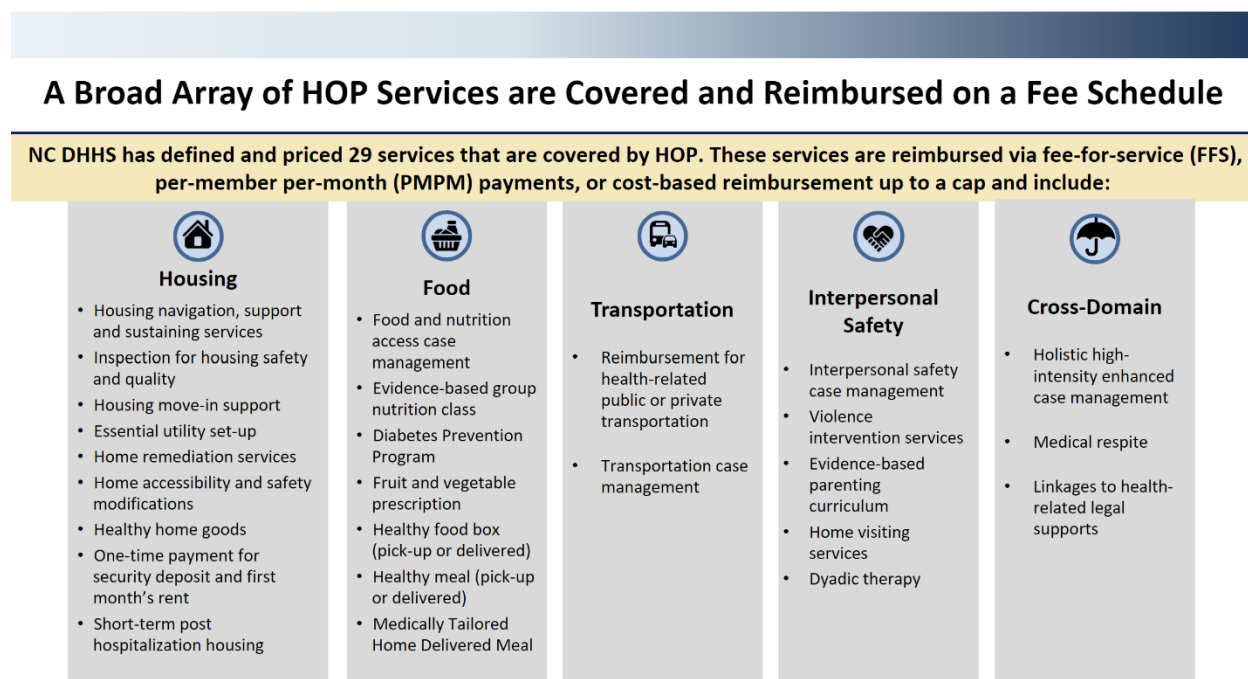 A Broad Array of HOP Services are Covered and Reimbursed on a Fee Schedule
NC DHHS has defined and priced 29 services that are covered by HOP. These services are reimbursed via fee-for-service (FFS),
per-member per-month (PMPM) payments, or cost-based reimbursement up to a cap and include:
Housing
• Housing navigation, support
and sustaining services
• Inspection for housing safety
and quality
• Housing move-in support
• Essential utility set-up
• Home remediation services
• Home accessibility and safety
modifications
• Healthy home goods
• One-time payment for
security deposit and first
month's rent
• Short-term post
hospitalization housing
Food
• Food and nutrition
access case
management
• Evidence-based group
nutrition class
• Diabetes Prevention
Program
• Fruit and vegetable
prescription
• Healthy food box
(pick-up or delivered)
• Healthy meal (pick-up
or delivered)
• Medically Tailored
Home Delivered Meal
Transportation
• Reimbursement for
health-related
public or private
transportation
• Transportation case
management
Interpersonal
Safety
• Interpersonal safety
case management
• Violence
intervention services
• Evidence-based
parenting
curriculum
• Home visiting
services
• Dyadic therapy
Cross-Domain
• Holistic high-
intensity enhanced
case management
• Medical respite
• Linkages to health-
related legal
supports